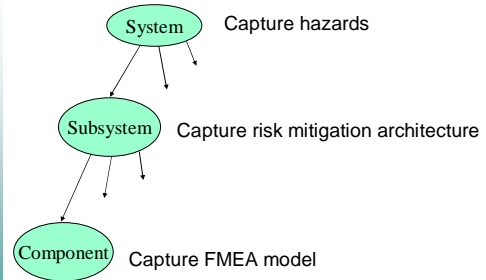 System Capture hazards
Subsystem Capture risk mitigation architecture
Component Capture FMEA model